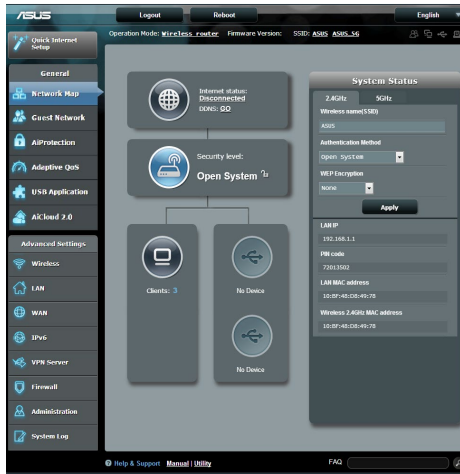 ASUS
Logout
Reboot
English
Quick Internet
Setup
Operation Mode: Wireless router Firmware Version: SSID: ASUS ASUS_5G
General
Network Map
Guest Network
AiProtection
Adaptive QoS
USB Application
AiCloud 2.0
Advanced Settings
Wireless
LAN
WAN
IPv6
VPN Server
Firewall
Administration
System Log
Internet status:
Disconnected
DDNS: GO
Security level:
Open System
Clients: 3
No Device
No Device
System Status
2.4GHz 5GHz
Wireless name(SSID)
ASUS
Authentication Method
Open System
WEP Encryption
None
Apply
LAN IP
192.168.1.1
PIN code
72013502
LAN MAC address
10:BF:48:D8:49:78
Wireless 2.4GHz MAC address
10:BF:48:D8:49:78
Help & Support Manual | Utility
FAQ